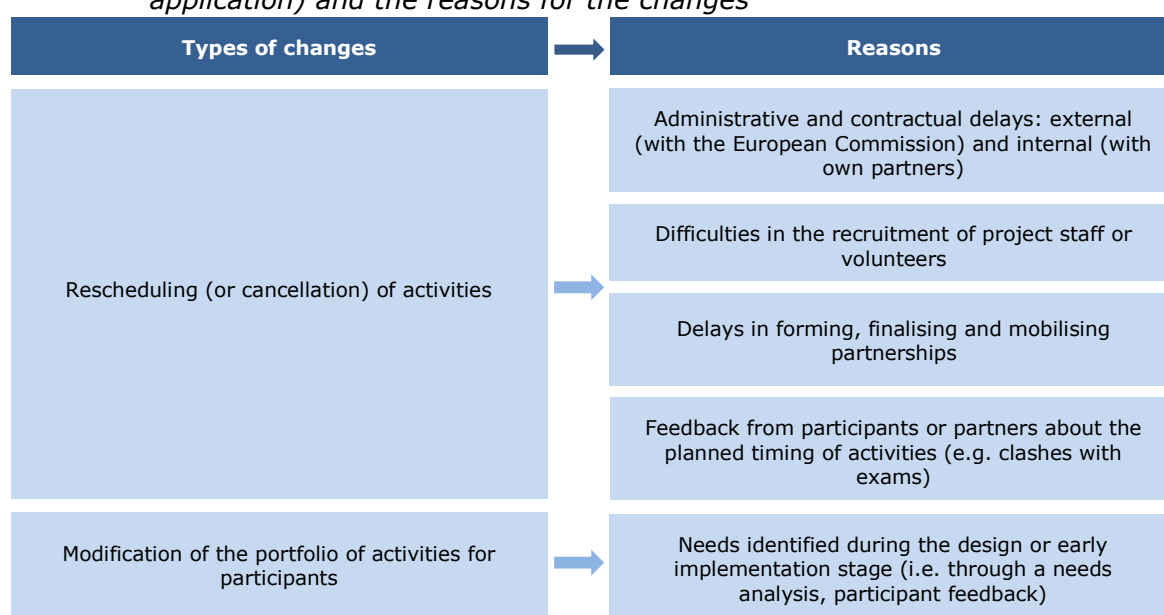 application) and the reasons for the changes
Types of changes
Reasons
Rescheduling (or cancellation) of activities
Administrative and contractual delays: external
(with the European Commission) and internal (with
own partners)
Difficulties in the recruitment of project staff or
volunteers
Delays in forming, finalising and mobilising
partnerships
Feedback from participants or partners about the
planned timing of activities (e.g. clashes with
exams)
Modification of the portfolio of activities for
participants
Needs identified during the design or early
implementation stage (i.e. through a needs
analysis, participant feedback)